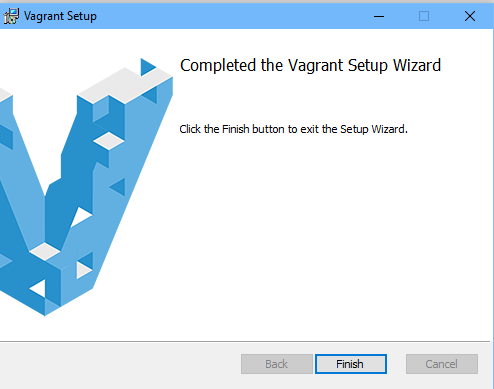 Vagrant Setup
Completed the Vagrant Setup Wizard
Click the Finish button to exit the Setup Wizard.
Back
Finish
Cancel